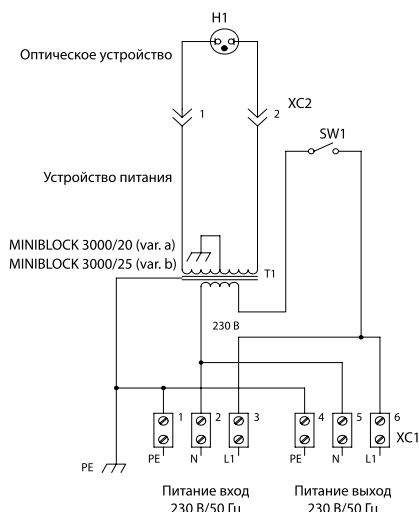 H1
Оптическое устройство
1
2
XC2
SW1
Устройство питания
MINIBLOCK 3000/20 (var. a)
MINIBLOCK 3000/25 (var. b)
T1
230 В
1 2 3 4 5 6
XC1
PE N L1 PE N L1
PE
Питание вход Питание выход
230 В/50 Гц 230 В/50 Гц